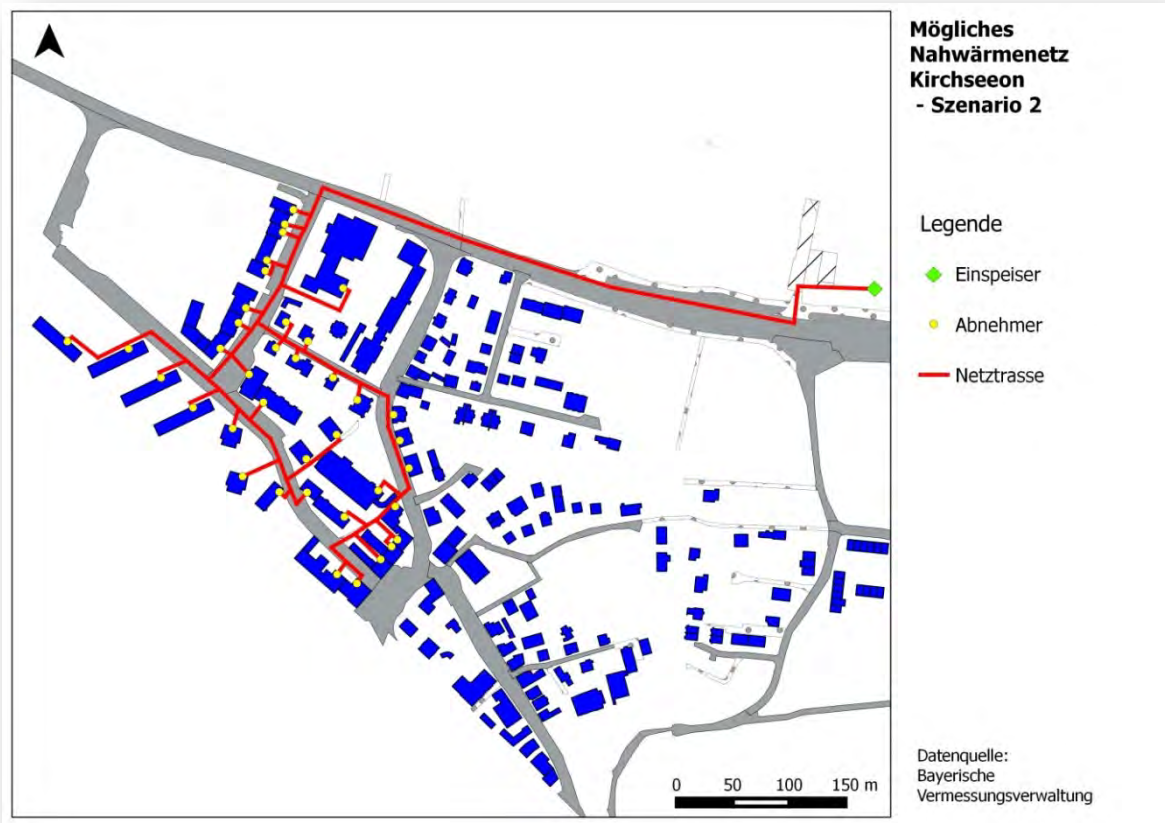 Mögliches
Nahwärmenetz
Kirchseeon
- Szenario 2
Legende
Einspeiser
Abnehmer
Netztrasse
0 50 100 150 m
Datenquelle:
Bayerische
Vermessungsverwaltung